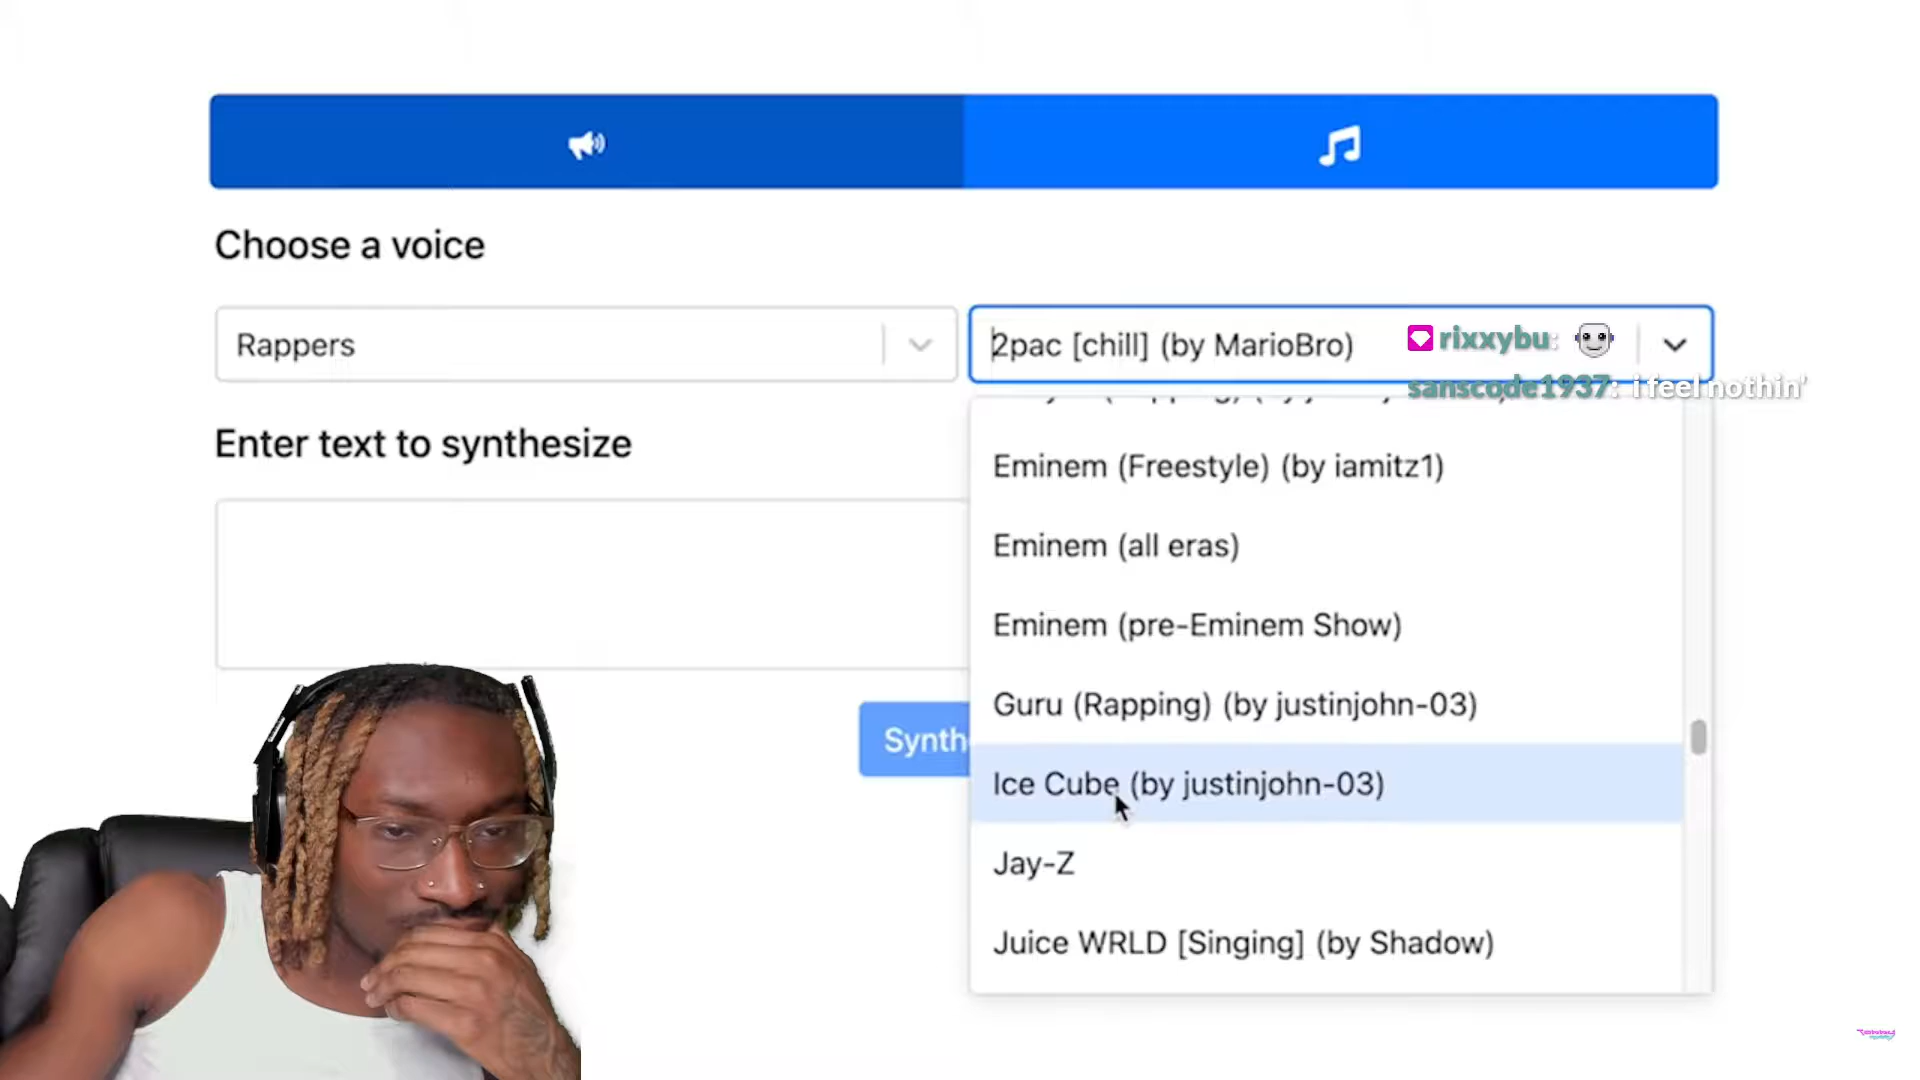 Choose a voice
Rappers
2pac [chill] (by MarioBro)
rixxybu:
sanscode1937: i feel nothin'
Enter text to synthesize
Eminem (Freestyle) (by iamitz1)
Eminem (all eras)
Eminem (pre-Eminem Show)
Guru (Rapping) (by justinjohn-03)
Synth
Ice Cube (by justinjohn-03)
Jay-Z
Juice WRLD [Singing] (by Shadow)